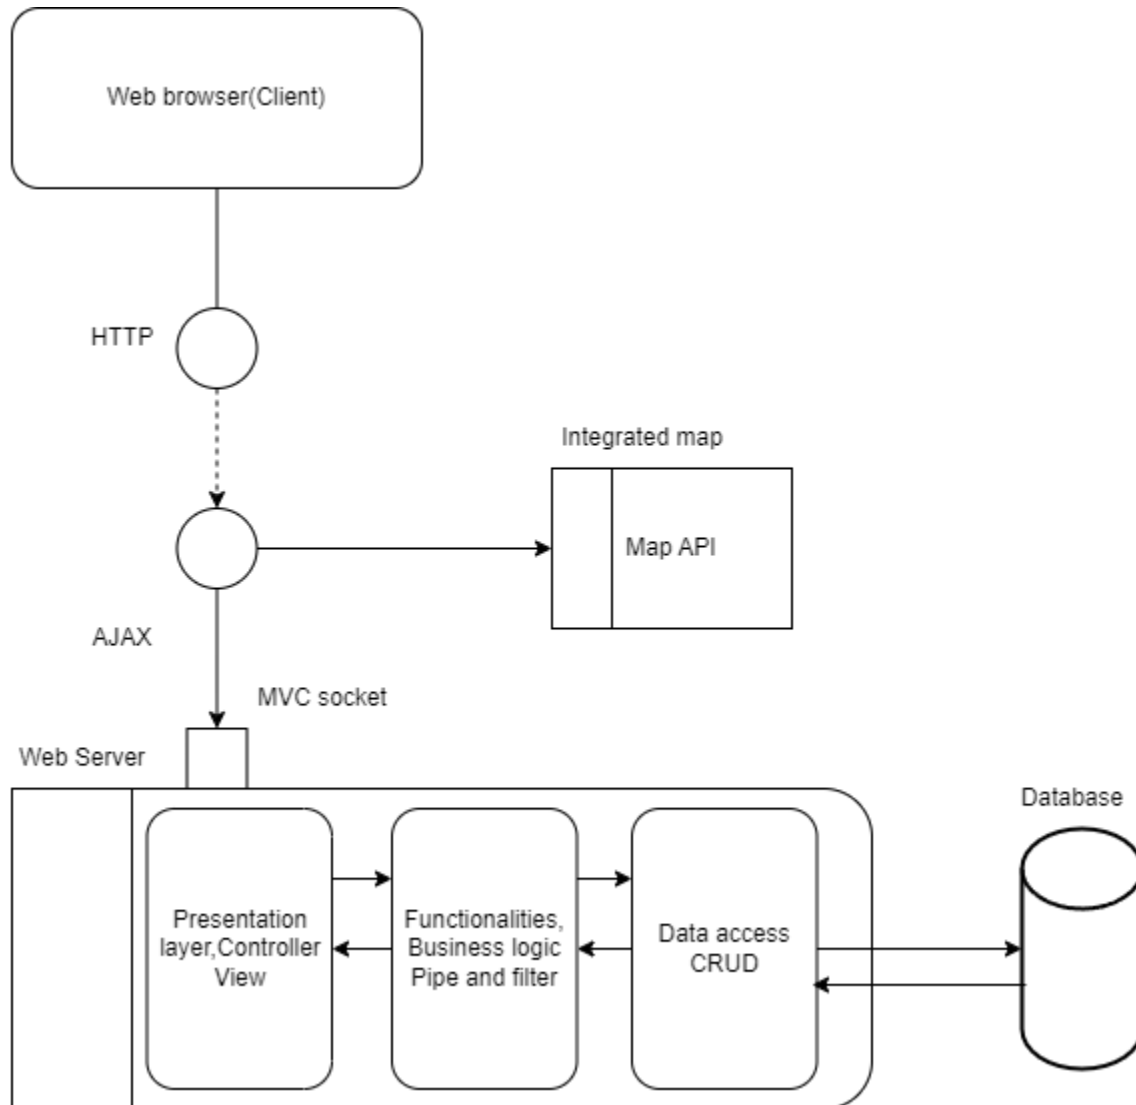 Web browser(Client)
HTTP
Integrated map
Map API
AJAX
MVC socket
Web Server
Database
Presentation
layer,Controller
View
Functionalities,
Business logic
Pipe and filter
Data access
CRUD